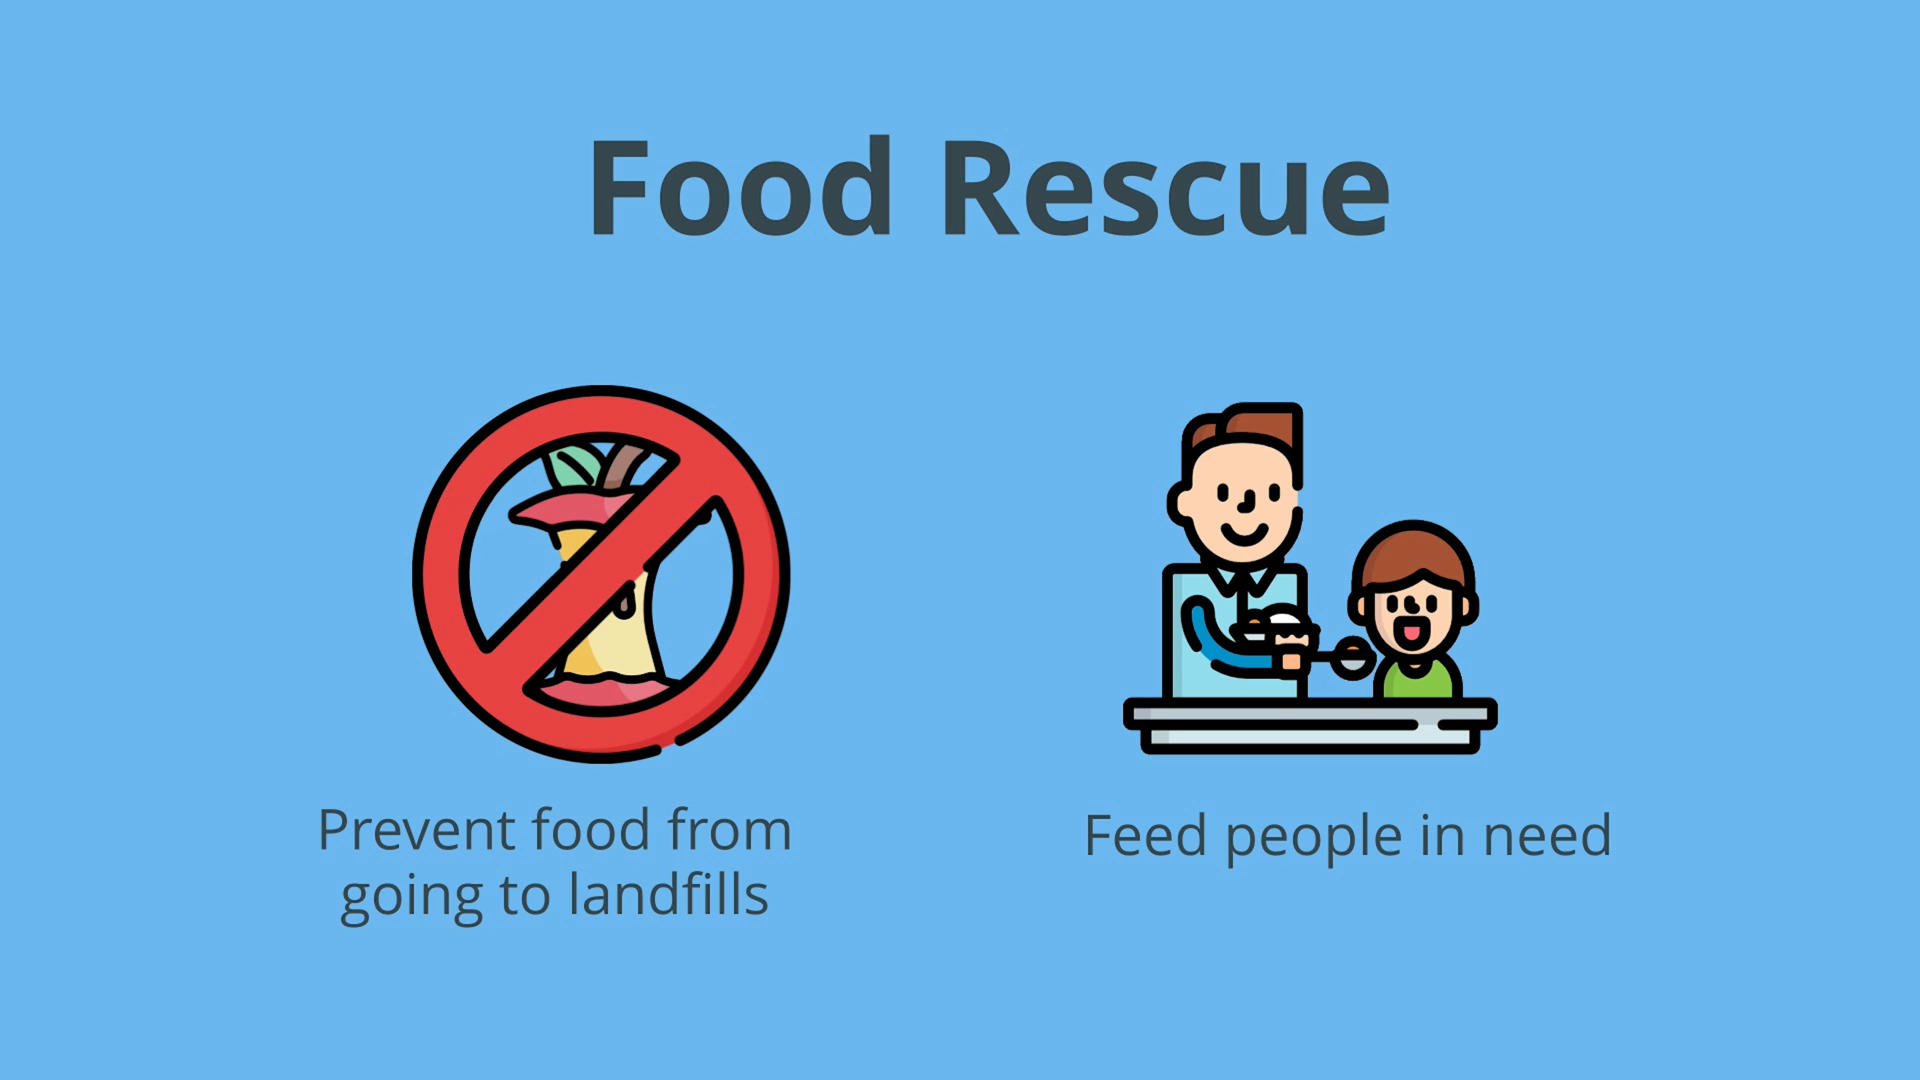 Food Rescue
Prevent food from
going to landfills
Feed people in need